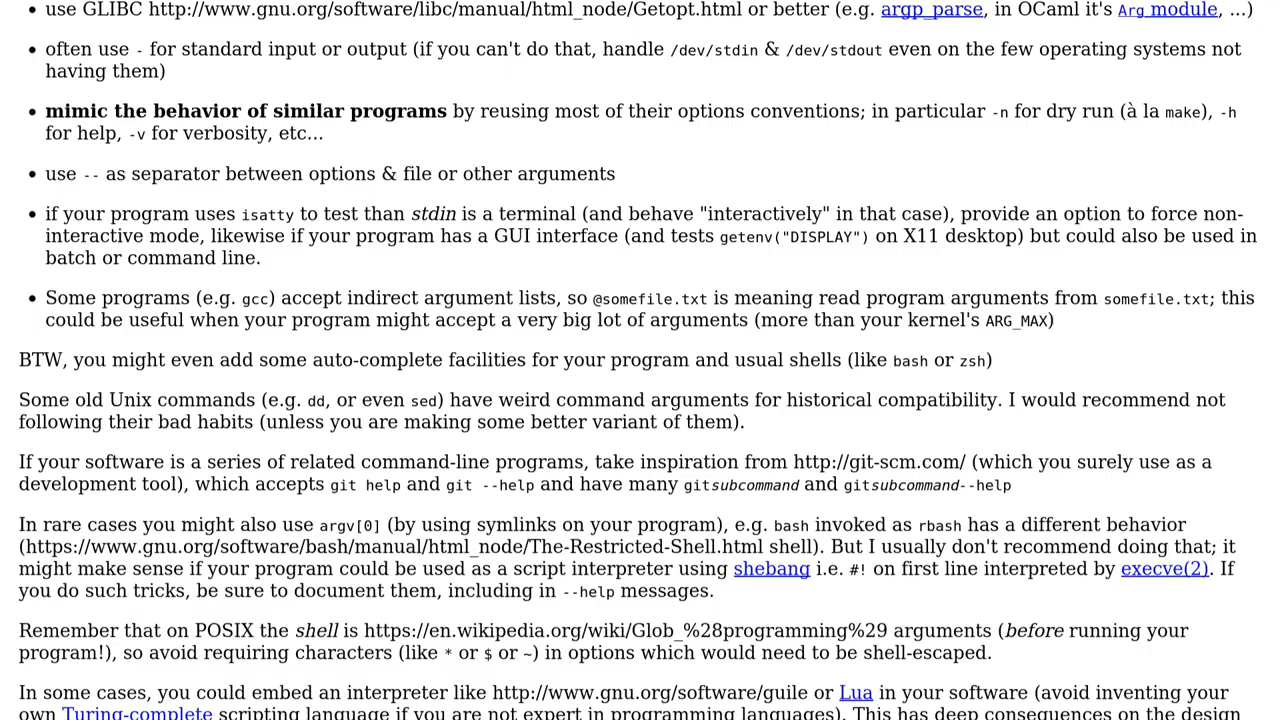 • use GLIBC http://www.gnu.org/software/libc/manual/html_node/Getopt.html or better (e.g. argp_parse, in OCaml it's Arg module, ...)
• often use - for standard input or output (if you can't do that, handle /dev/stdin & /dev/stdout even on the few operating systems not
having them)
• mimic the behavior of similar programs by reusing most of their options conventions; in particular -n for dry run (à la make), -h
for help, -v for verbosity, etc...
• use -- as separator between options & file or other arguments
• if your program uses isatty to test than stdin is a terminal (and behave "interactively" in that case), provide an option to force non-
interactive mode, likewise if your program has a GUI interface (and tests getenv("DISPLAY") on X11 desktop) but could also be used in
batch or command line.
• Some programs (e.g. gcc) accept indirect argument lists, so @somefile.txt is meaning read program arguments from somefile.txt; this
could be useful when your program might accept a very big lot of arguments (more than your kernel's ARG_MAX)
BTW, you might even add some auto-complete facilities for your program and usual shells (like bash or zsh)
Some old Unix commands (e.g. dd, or even sed) have weird command arguments for historical compatibility. I would recommend not
following their bad habits (unless you are making some better variant of them).
If your software is a series of related command-line programs, take inspiration from http://git-scm.com/ (which you surely use as a
development tool), which accepts git help and git --help and have many gitsubcommand and gitsubcommand--help
In rare cases you might also use argv[0] (by using symlinks on your program), e.g. bash invoked as rbash has a different behavior
(https://www.gnu.org/software/bash/manual/html_node/The-Restricted-Shell.html shell). But I usually don't recommend doing that; it
might make sense if your program could be used as a script interpreter using shebang i.e. #! on first line interpreted by execve(2). If
you do such tricks, be sure to document them, including in --help messages.
Remember that on POSIX the shell is https://en.wikipedia.org/wiki/Glob_%28programming%29 arguments (before running your
program!), so avoid requiring characters (like * or $ or ~) in options which would need to be shell-escaped.
In some cases, you could embed an interpreter like http://www.gnu.org/software/guile or Lua in your software (avoid inventing your
own Turing-complete scripting language if you are not expert in programming languages). This has deep consequences on the design